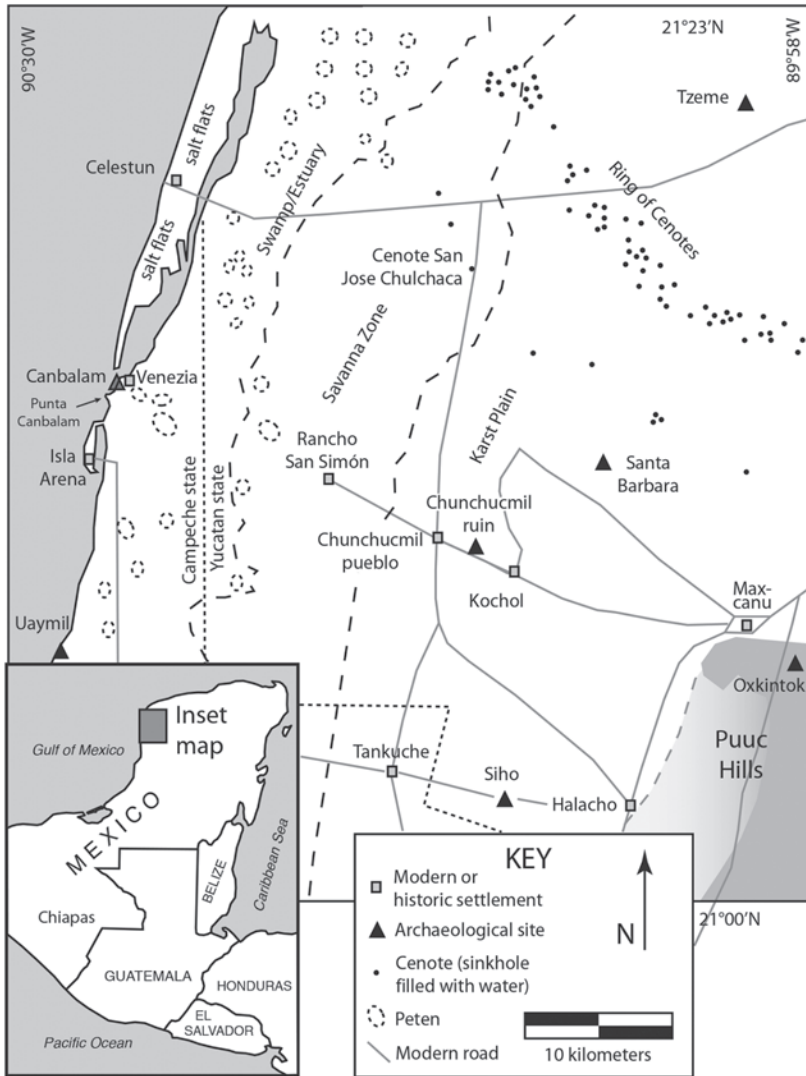 90°30'W
21°23'N
89°58'W
Tzeme
salt flats
Celestun
Swamp/Estuary
Ring of Cenotes
salt flats
Cenote San
Jose Chulchaca
Savanna Zone
Canbalam
Venezia
Punta
Canbalam
Karst Plain
Isla
Arena
Rancho
San Simón
Santa
Barbara
Chunchucmil
ruin
Campeche state
Yucatan state
Chunchucmil
pueblo
Kochol
Max-
canu
Uaymil
Oxkintok
Puuc
Hills
Tankuche
Siho
Halacho
21°00'N
Inset
map
Gulf of Mexico
MEXICO
BELIZE
Caribbean Sea
Chiapas
GUATEMALA
HONDURAS
EL
SALVADOR
Pacific Ocean
KEY
Modern or
historic settlement
Archaeological site
N
Cenote (sinkhole
filled with water)
Peten
Modern road
10 kilometers